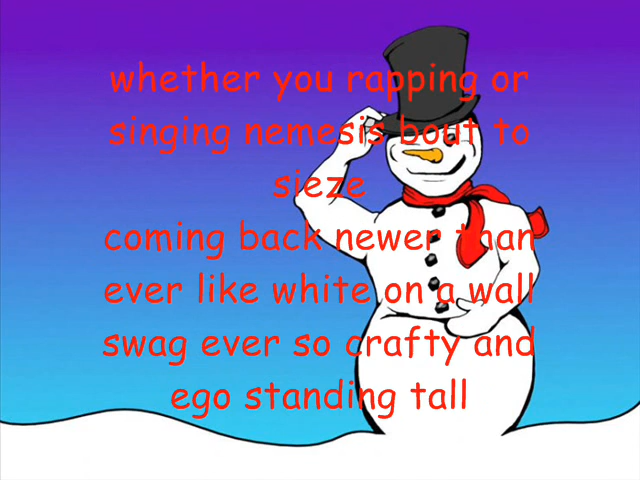 whether you rapping or
singing nemesis bout to
sieze
coming back newer than
ever like white on a wall
swag ever so crafty and
ego standing tall